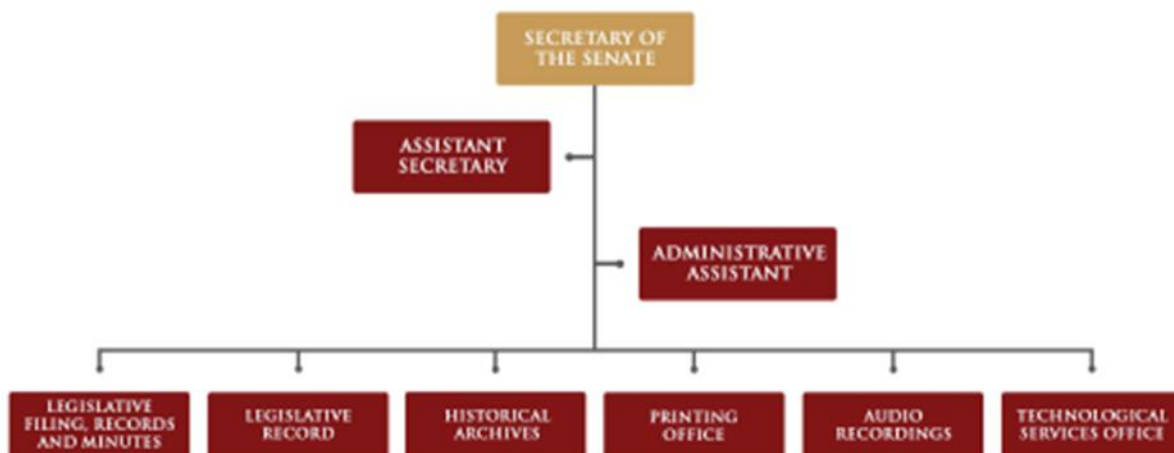 SECRETARY OF
THE SENATE
ASSISTANT
SECRETARY
ADMINISTRATIVE
ASSISTANT
LEGISLATIVE
FILING, RECORDS
AND MINUTES
LEGISLATIVE
RECORD
HISTORICAL
ARCHIVES
PRINTING
OFFICE
AUDIO
RECORDINGS
TECHNOLOGICAL
SERVICES OFFICE